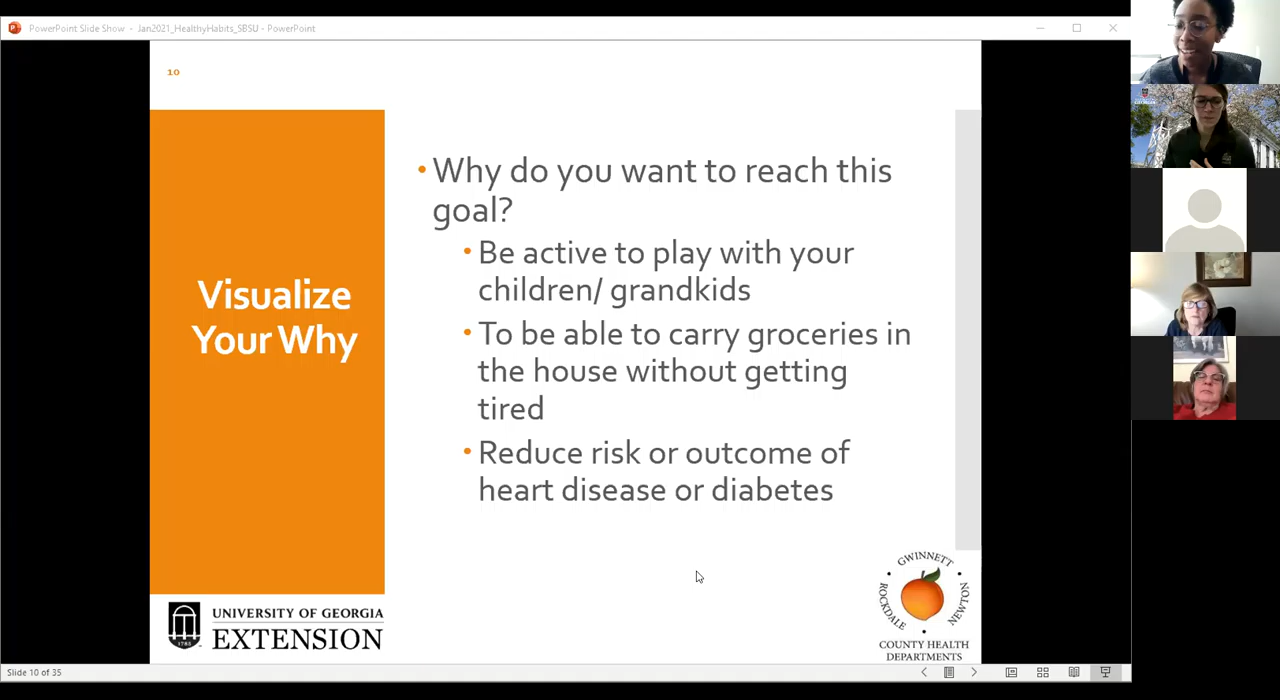 PowerPoint Slide Show - Jan2021_HealthyHabits_SBSU - PowerPoint
10
Visualize
Your Why
• Why do you want to reach this
goal?
• Be active to play with your
children/ grandkids
• To be able to carry groceries in
the house without getting
tired
• Reduce risk or outcome of
heart disease or diabetes
1785
UNIVERSITY OF GEORGIA
EXTENSION
GWINNETT
ROCKDALE
NEWTON
COUNTY HEALTH
DEPARTMENTS
Slide 10 of 35